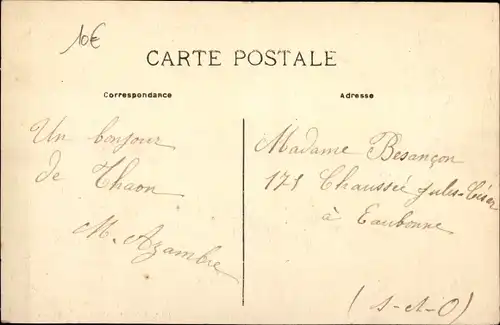 10€
CARTE POSTALE
Correspondance
Adresse
Un bonjour
de Thaon
M. Azambre
Madame Besançon
171 Chaussée Jules-César
à Eaubonne
(S-et-O)